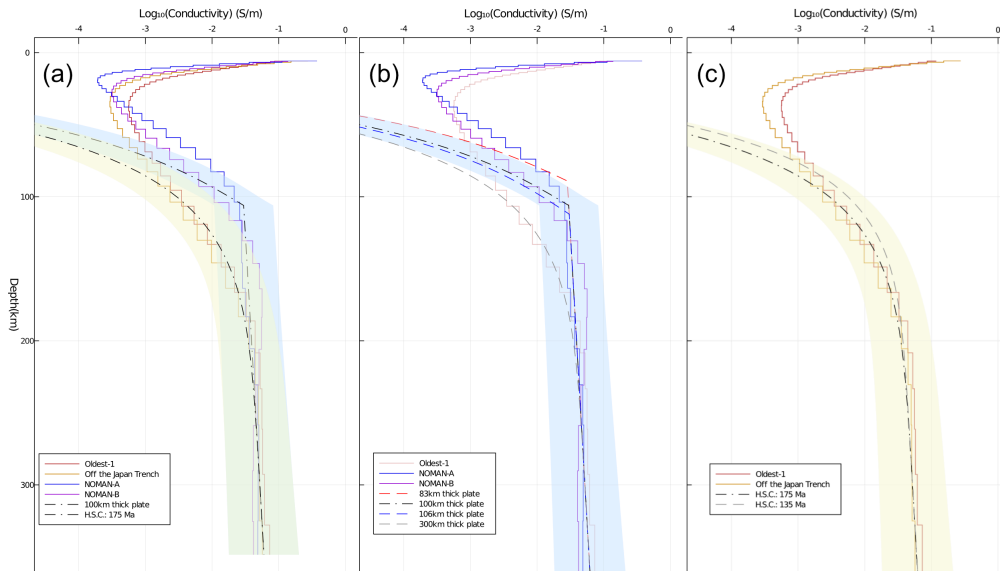 Log₁₀(Conductivity) (S/m)
Log₁₀(Conductivity) (S/m)
Log₁₀(Conductivity) (S/m)
-4 -3 -2 -1 0
-4 -3 -2 -1 0
-4 -3 -2 -1 0
0
100
200
300
Depth(km)
(a)
Oldest-1
Off the Japan Trench
NOMAN-A
NOMAN-B
100km thick plate
H.S.C.: 175 Ma
(b)
Oldest-1
NOMAN-A
NOMAN-B
83km thick plate
100km thick plate
106km thick plate
300km thick plate
(c)
Oldest-1
Off the Japan Trench
H.S.C.: 175 Ma
H.S.C.: 135 Ma